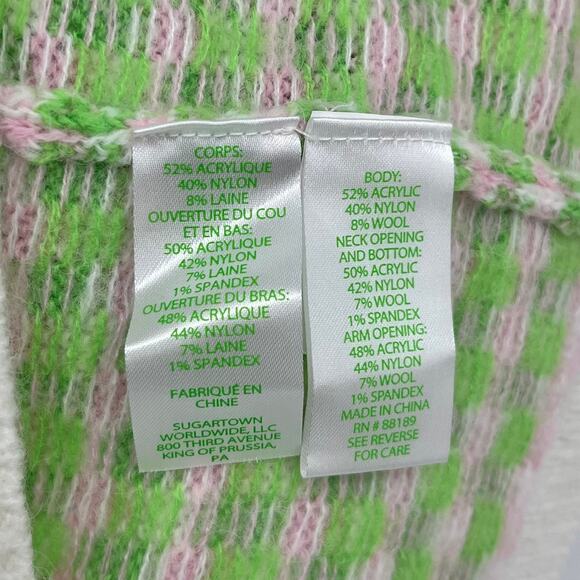 CORPS:
52% ACRYLIQUE
40% NYLON
8% LAINE
OUVERTURE DU COU
ET EN BAS:
50% ACRYLIQUE
42% NYLON
7% LAINE
1% SPANDEX
OUVERTURE DU BRAS:
48% ACRYLIQUE
44% NYLON
7% LAINE
1% SPANDEX
FABRIQUÉ EN
CHINE
SUGARTOWN
WORLDWIDE, LLC
800 THIRD AVENUE
KING OF PRUSSIA,
PA
BODY:
52% ACRYLIC
40% NYLON
8% WOOL
NECK OPENING
AND BOTTOM:
50% ACRYLIC
42% NYLON
7% WOOL
1% SPANDEX
ARM OPENING:
48% ACRYLIC
44% NYLON
7% WOOL
1% SPANDEX
MADE IN CHINA
RN # 88189
SEE REVERSE
FOR CARE